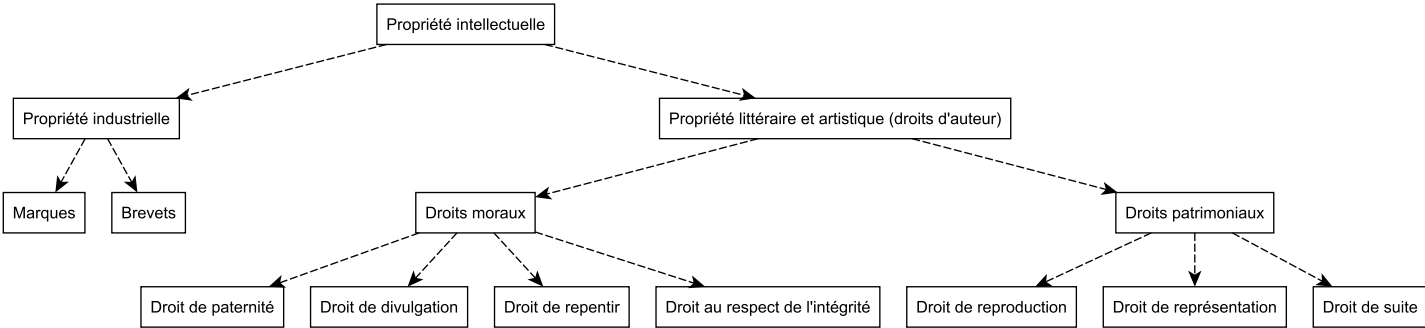 Propriété intellectuelle
Propriété industrielle
Propriété littéraire et artistique (droits d'auteur)
Marques
Brevets
Droits moraux
Droits patrimoniaux
Droit de paternité
Droit de divulgation
Droit de repentir
Droit au respect de l'intégrité
Droit de reproduction
Droit de représentation
Droit de suite